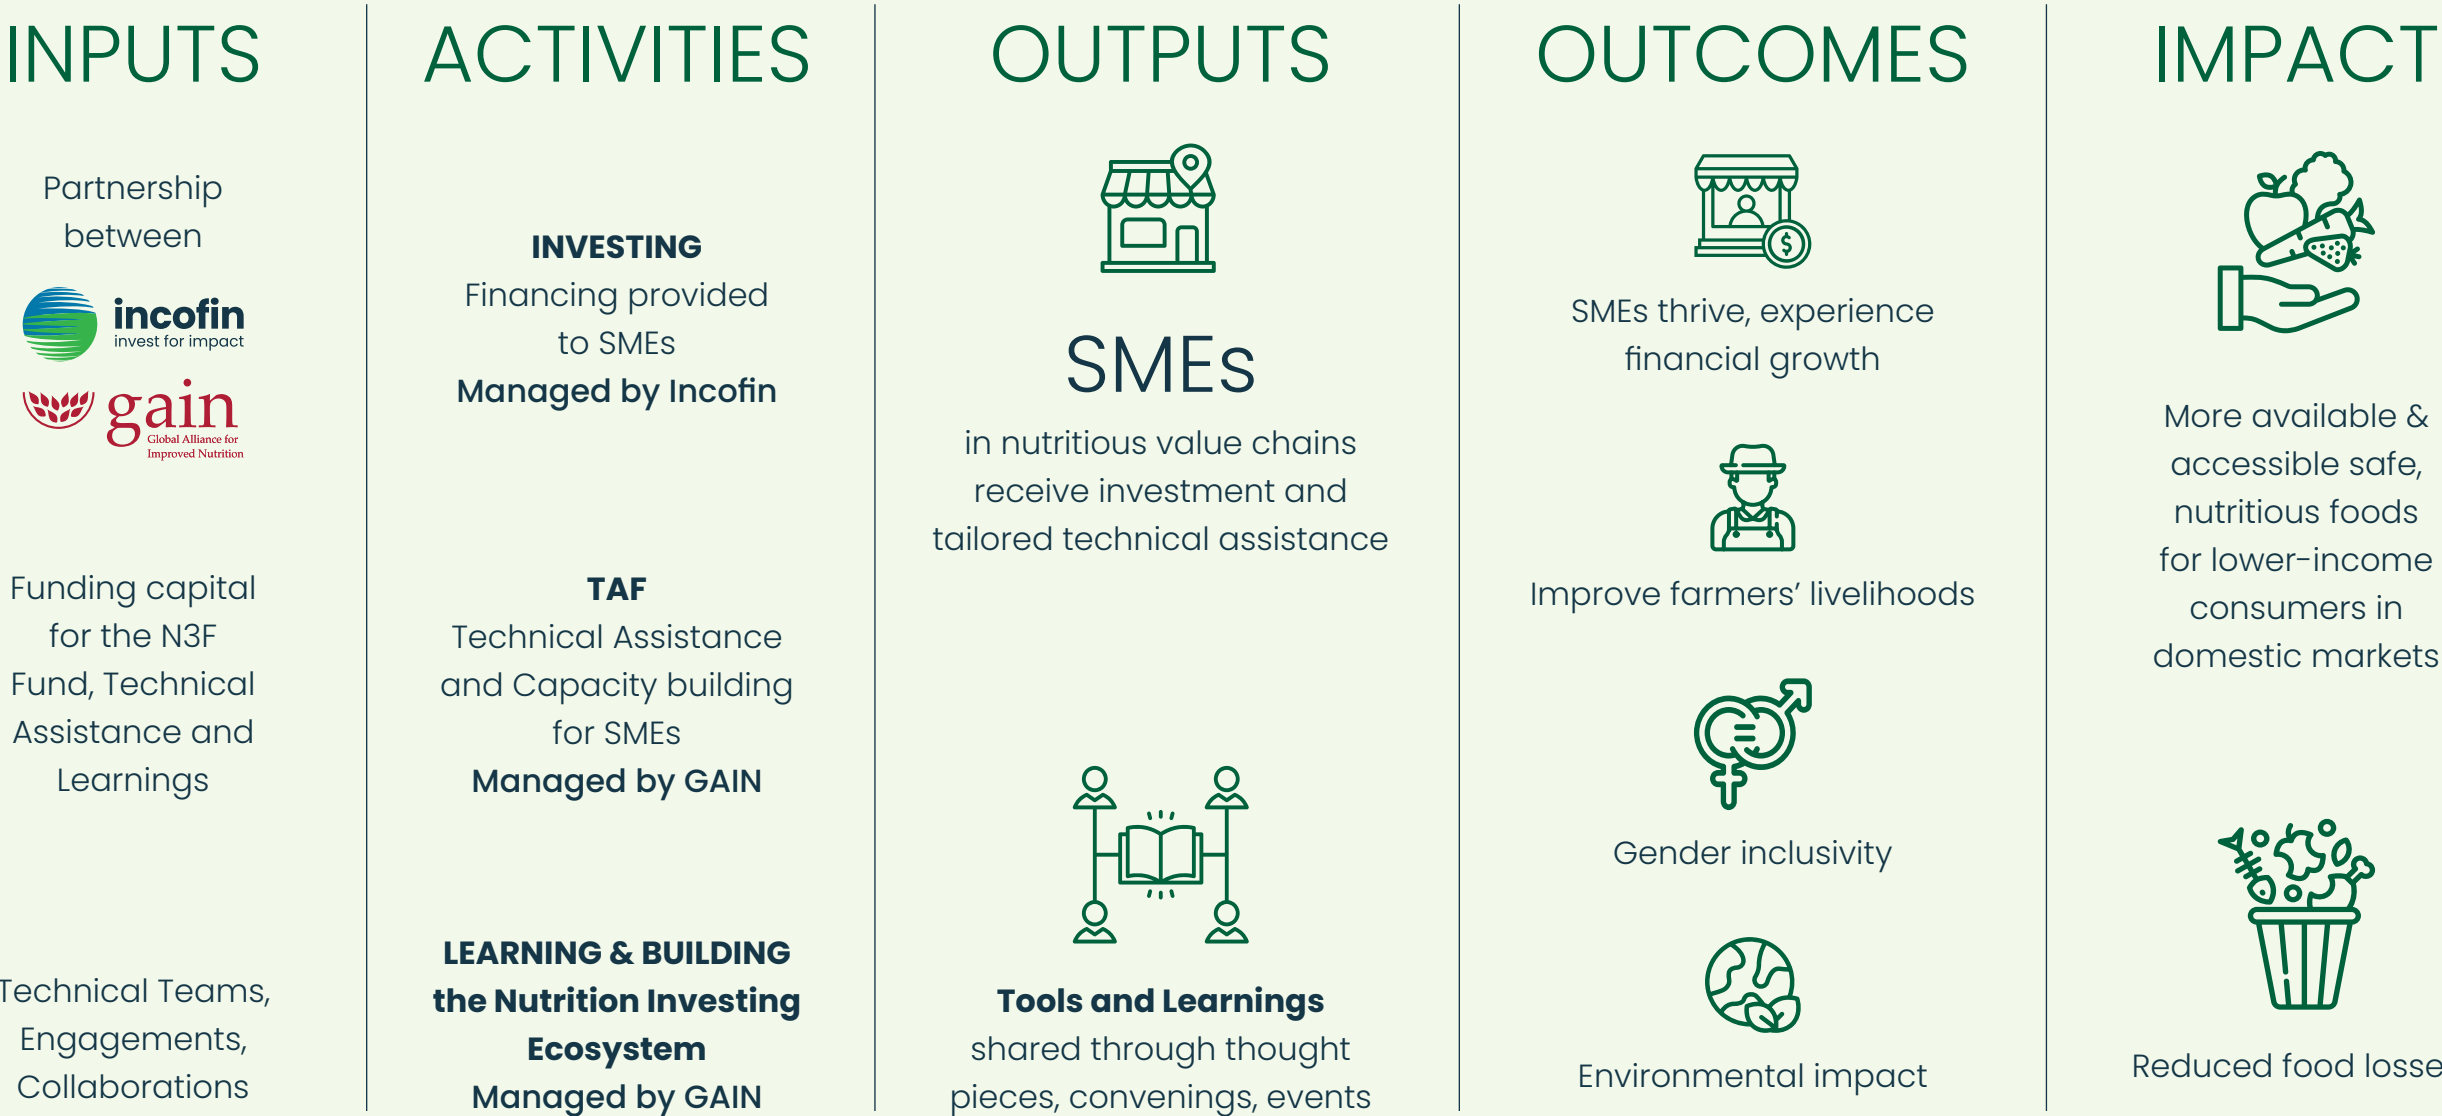 INPUTS
Partnership
between
incofin
invest for impact
gain
Global Alliance for
Improved Nutrition
Funding capital
for the N3F
Fund, Technical
Assistance and
Learnings
Technical Teams,
Engagements,
Collaborations
ACTIVITIES
INVESTING
Financing provided
to SMEs
Managed by Incofin
TAF
Technical Assistance
and Capacity building
for SMEs
Managed by GAIN
LEARNING & BUILDING
the Nutrition Investing
Ecosystem
Managed by GAIN
OUTPUTS
SMEs
in nutritious value chains
receive investment and
tailored technical assistance
Tools and Learnings
shared through thought
pieces, convenings, events
OUTCOMES
SMEs thrive, experience
financial growth
Improve farmers’ livelihoods
Gender inclusivity
Environmental impact
IMPACT
More available &
accessible safe,
nutritious foods
for lower-income
consumers in
domestic markets
Reduced food losse